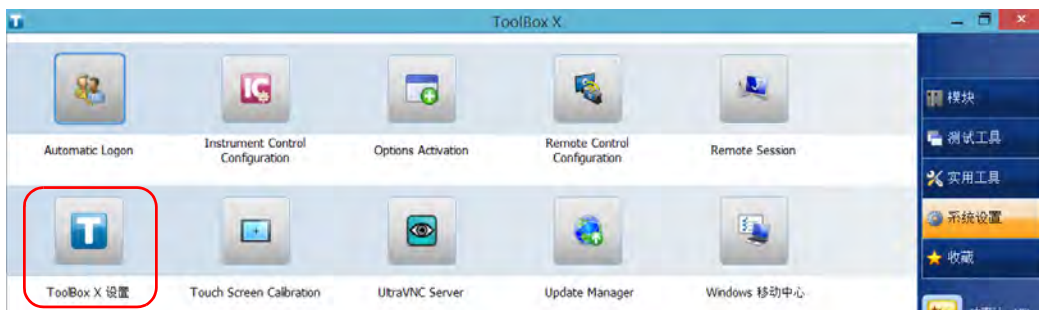 ToolBox X
Automatic Logon
Instrument Control
Configuration
Options Activation
Remote Control
Configuration
Remote Session
ToolBox X 设置
Touch Screen Calibration
UltraVNC Server
Update Manager
Windows 移动中心
模块
测试工具
实用工具
系统设置
收藏